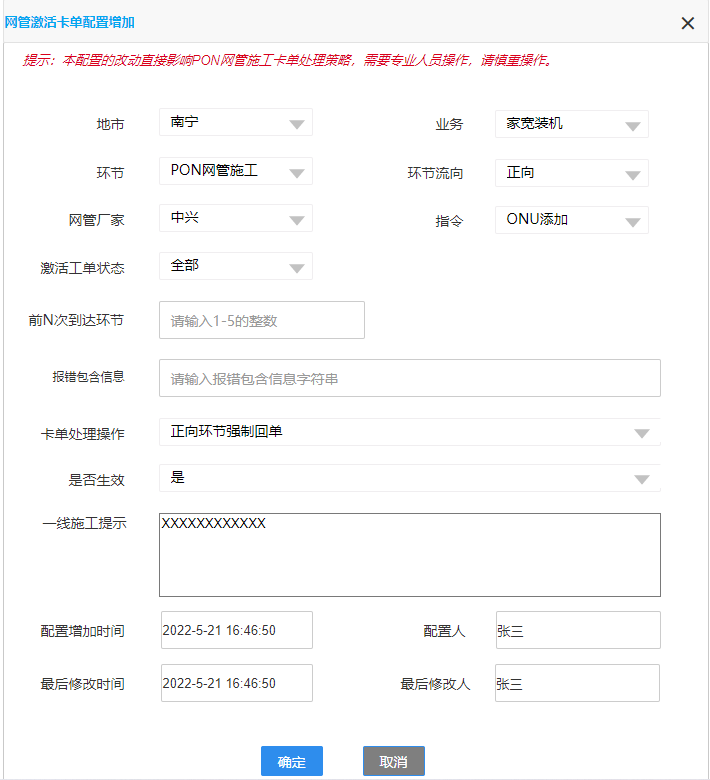 网管激活卡单配置增加
提示：本配置的改动直接影响PON网管施工卡单处理策略，需要专业人员操作，请慎重操作。
地市 南宁 业务 家宽装机
环节 PON网管施工 环节流向 正向
网管厂家 中兴 指令 ONU添加
激活工单状态 全部
前N次到达环节 请输入1-5的整数
报错包含信息 请输入报错包含信息字符串
卡单处理操作 正向环节强制回单
是否生效 是
一线施工提示 XXXXXXXXXXXX
配置增加时间 2022-5-21 16:46:50 配置人 张三
最后修改时间 2022-5-21 16:46:50 最后修改人 张三
确定 取消